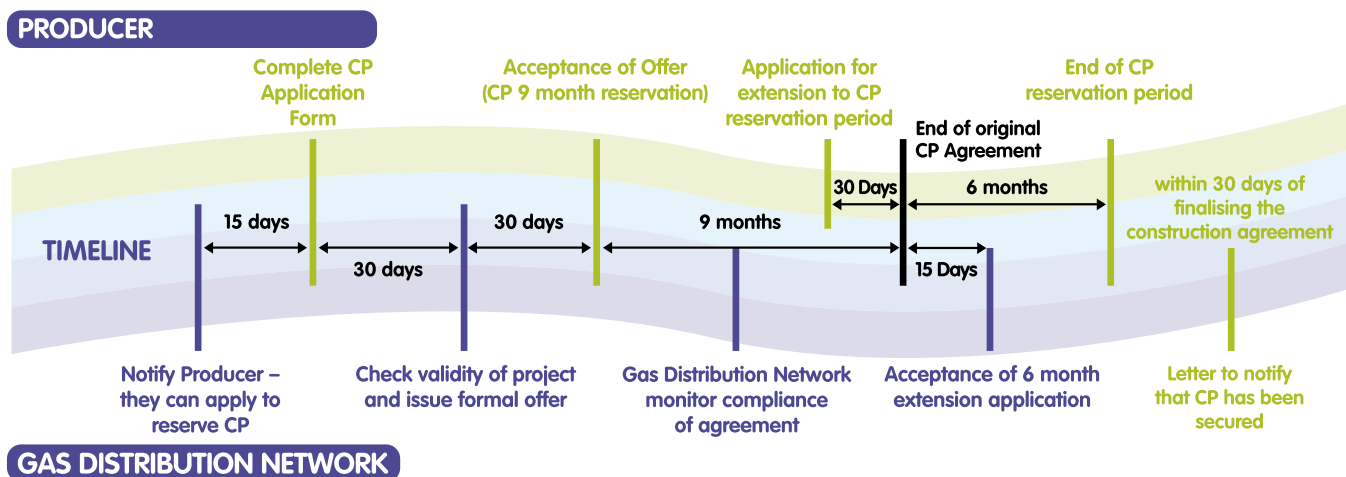 PRODUCER
Complete CP
Application
Form
Acceptance of Offer
(CP 9 month reservation)
Application for
extension to CP
reservation period
End of CP
reservation period
End of original
CP Agreement
30 Days
6 months
within 30 days of
finalising the
construction agreement
TIMELINE
15 days
30 days
30 days
9 months
15 Days
Notify Producer –
they can apply to
reserve CP
Check validity of project
and issue formal offer
Gas Distribution Network
monitor compliance
of agreement
Acceptance of 6 month
extension application
Letter to notify
that CP has been
secured
GAS DISTRIBUTION NETWORK